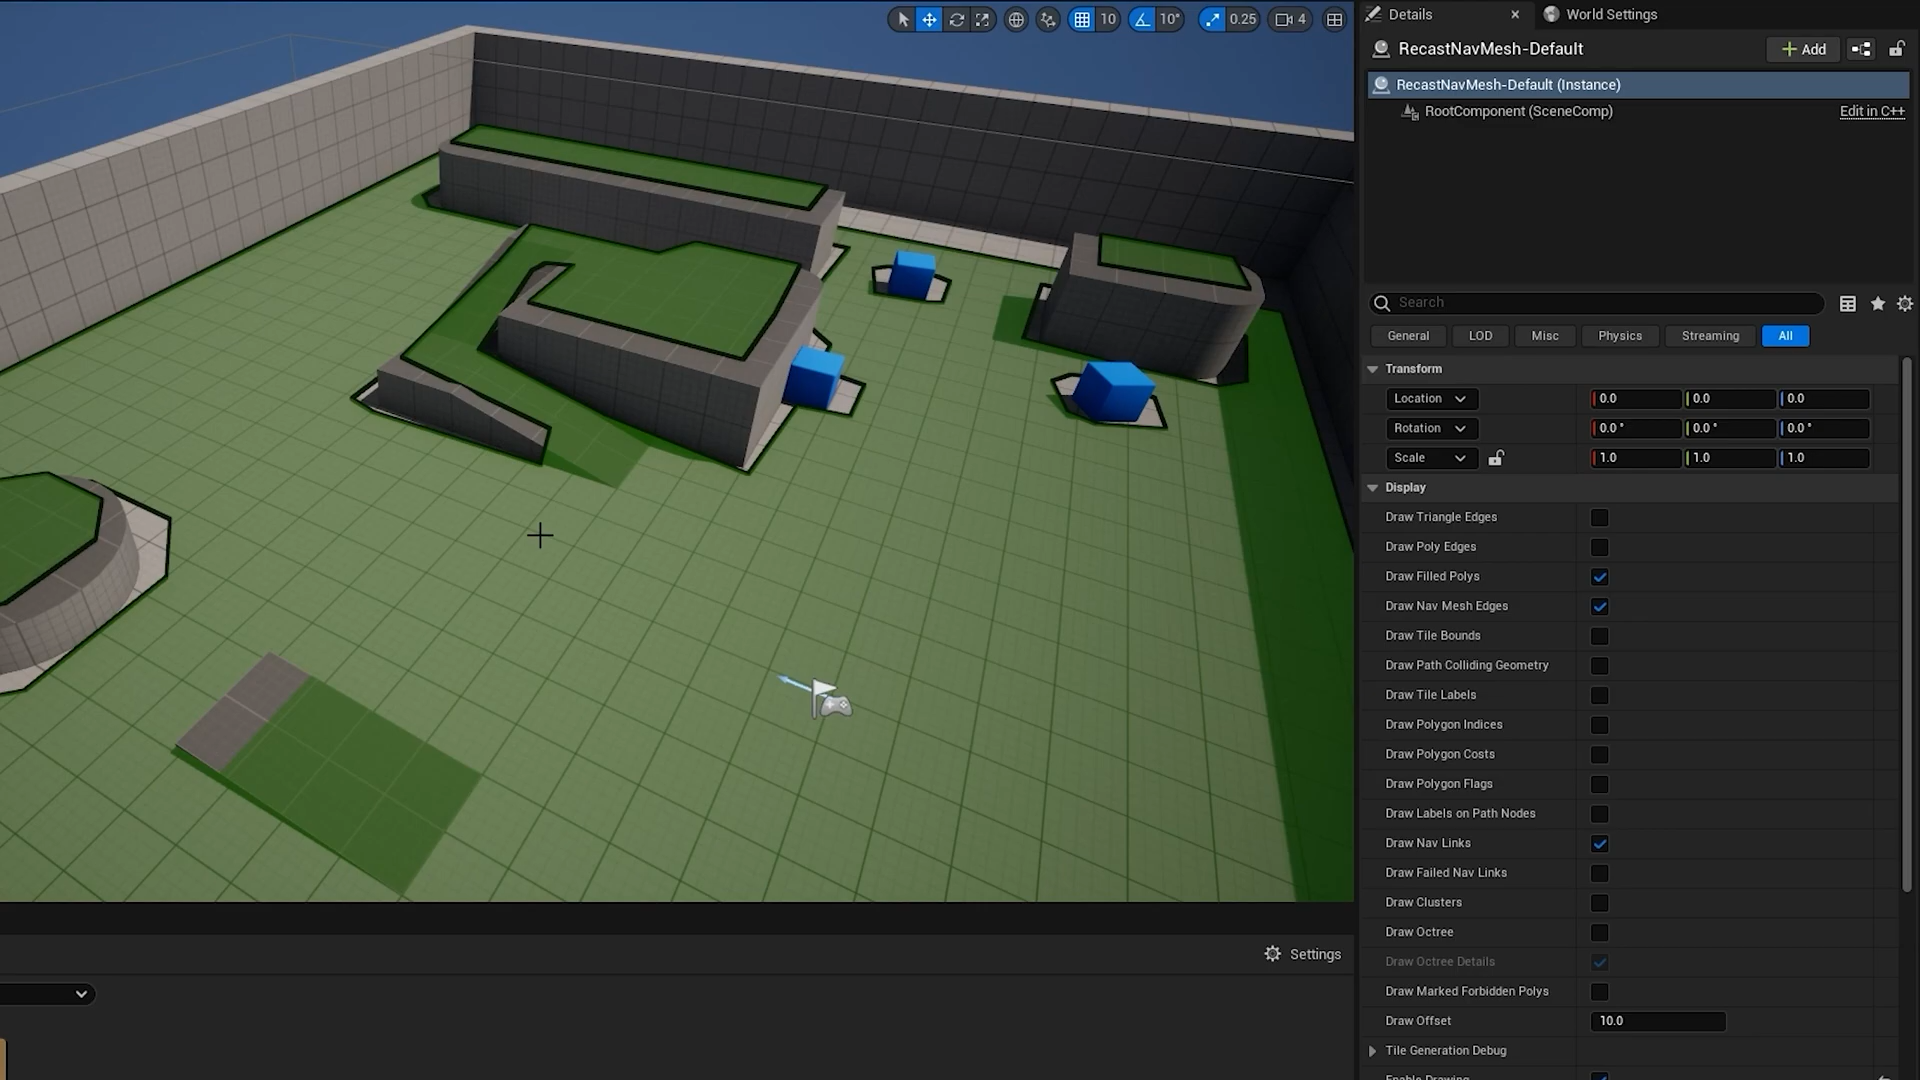 10
10°
0.25
4
Details
World Settings
RecastNavMesh-Default
Add
RecastNavMesh-Default (Instance)
RootComponent (SceneComp)
Edit in C++
Search
General
LOD
Misc
Physics
Streaming
All
Transform
Location
0.0
0.0
0.0
Rotation
0.0 °
0.0 °
0.0 °
Scale
1.0
1.0
1.0
Display
Draw Triangle Edges
Draw Poly Edges
Draw Filled Polys
Draw Nav Mesh Edges
Draw Tile Bounds
Draw Path Colliding Geometry
Draw Tile Labels
Draw Polygon Indices
Draw Polygon Costs
Draw Polygon Flags
Draw Labels on Path Nodes
Draw Nav Links
Draw Failed Nav Links
Draw Clusters
Draw Octree
Draw Octree Details
Draw Marked Forbidden Polys
Draw Offset
10.0
Tile Generation Debug
Enable Drawing
Settings